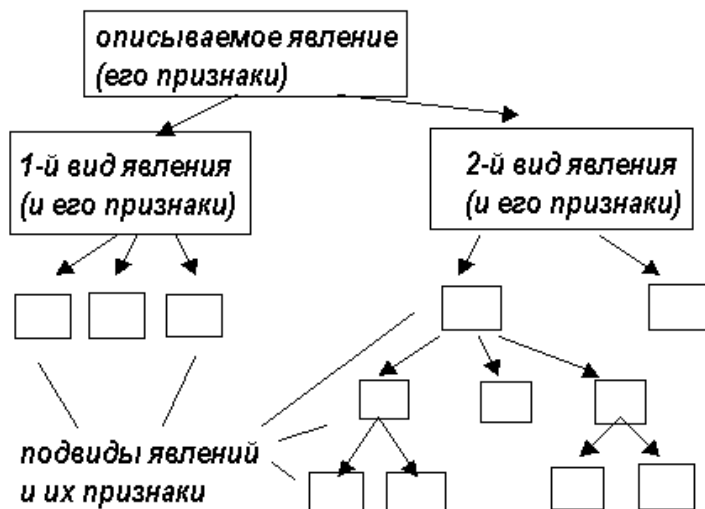 описываемое явление
(его признаки)
1-й вид явления
(и его признаки)
2-й вид явления
(и его признаки)
подвиды явлений
и их признаки